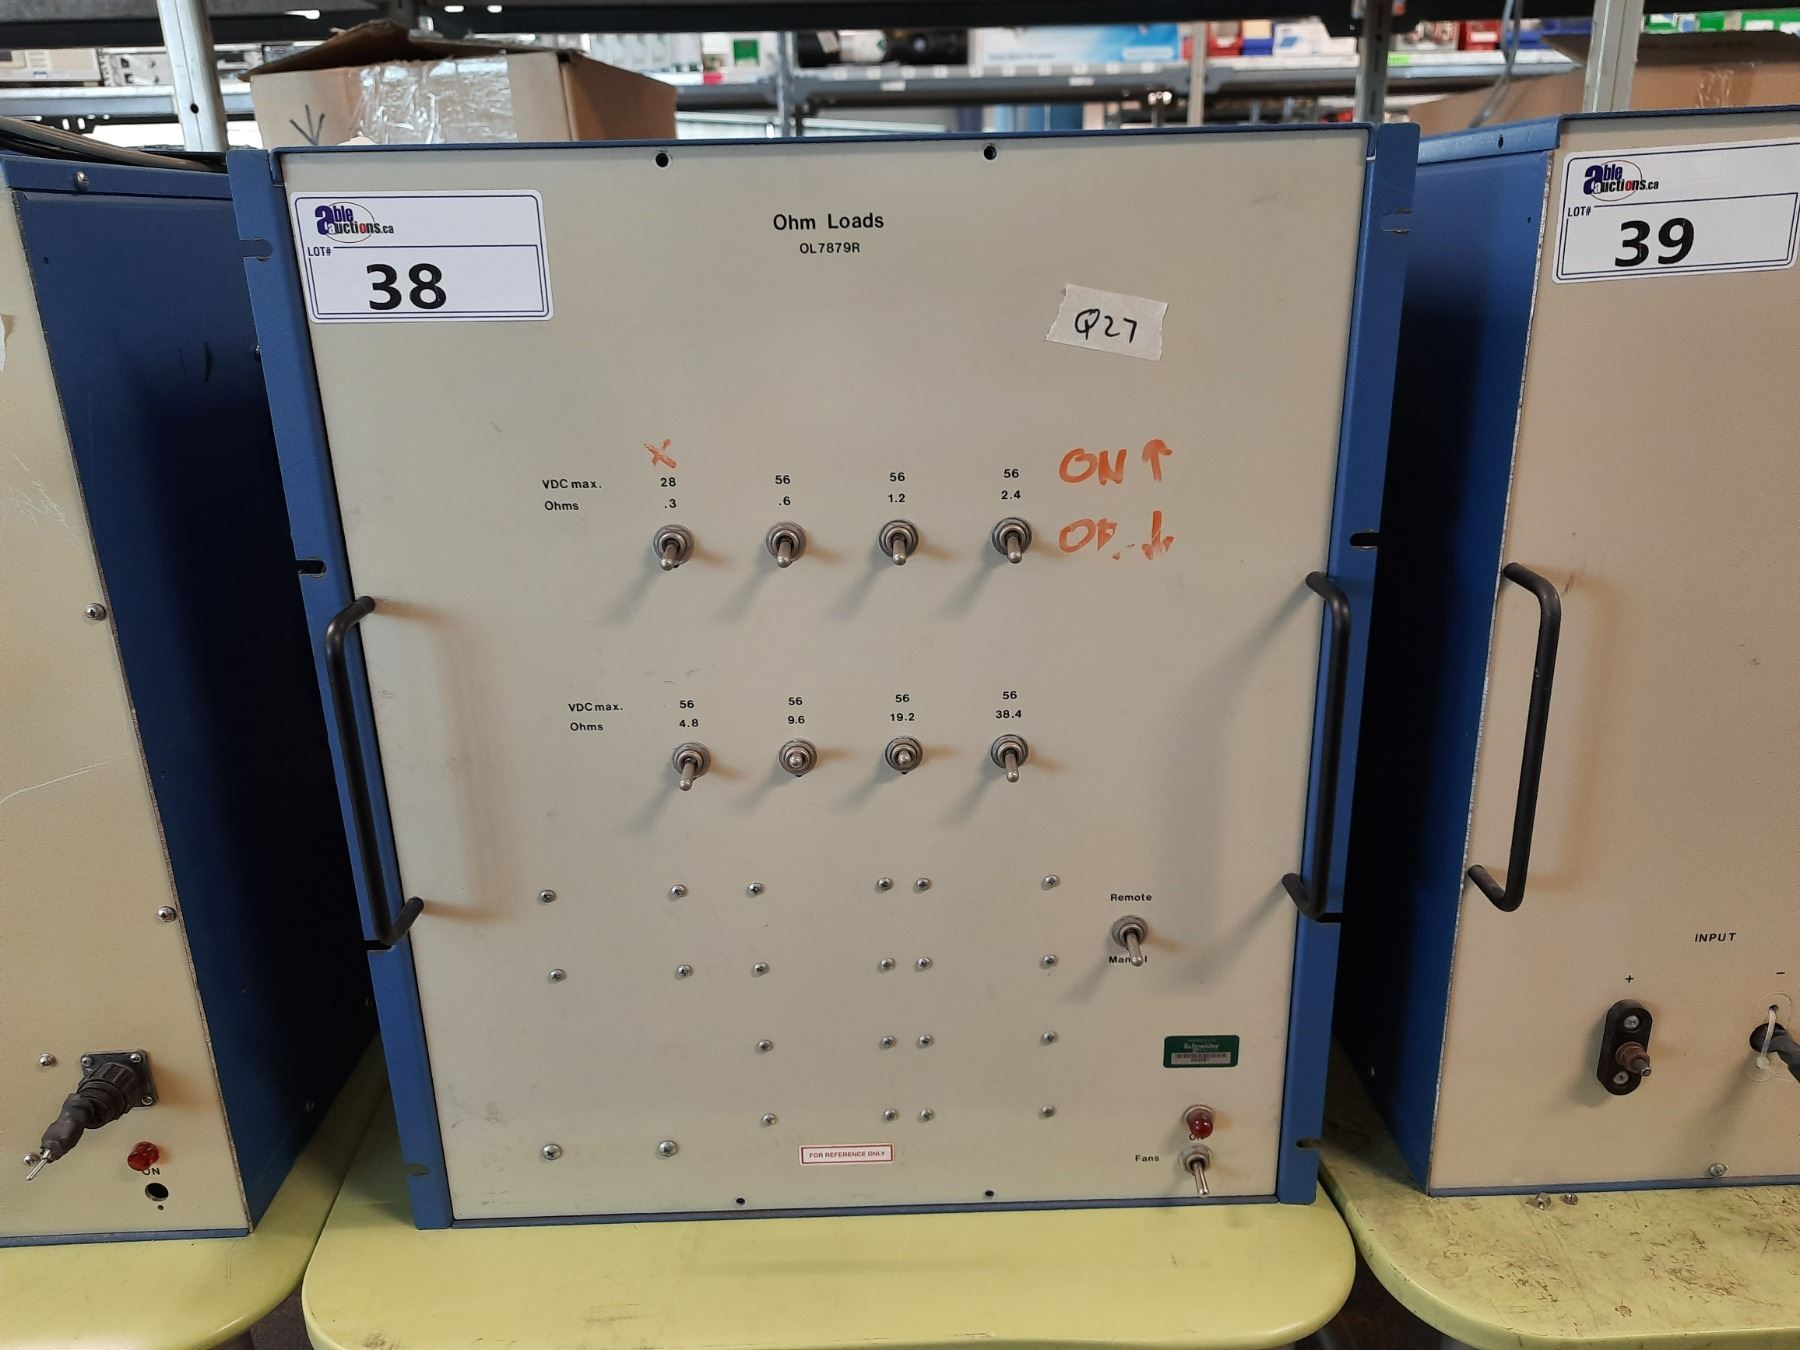 Able Auctions.ca
LOT#
38
Able Auctions.ca
LOT#
39
Ohm Loads
OL7879R
Q27
X
VDC max. 28 56 56 56
Ohms .3 .6 1.2 2.4
ON ↑
VDC max. 56 56 56 56
Ohms 4.8 9.6 19.2 38.4
Remote
INPUT
+ -
Schneider
ON
Fans
FOR REFERENCE ONLY
ON